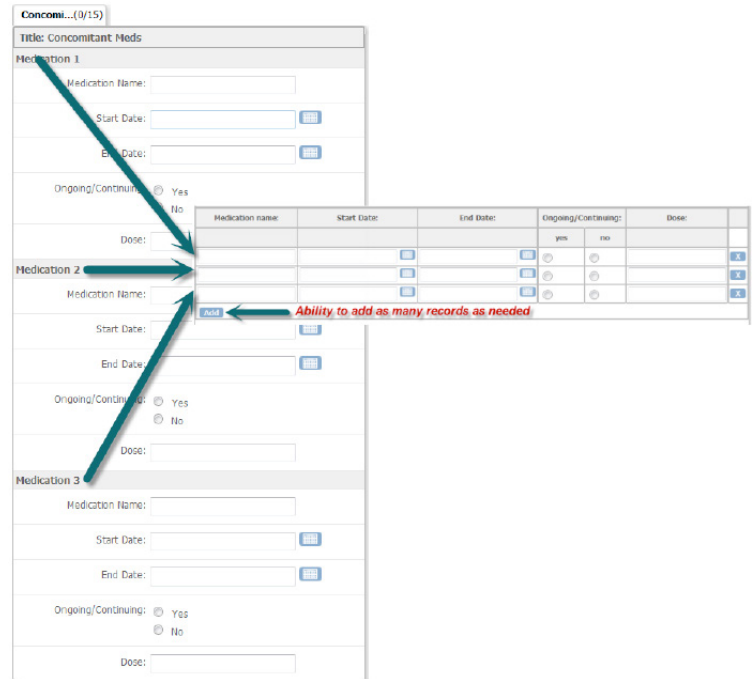 Concomi...(0/15)
Title: Concomitant Meds
Medication 1
Medication Name:
Start Date:
End Date:
Ongoing/Continuing:
Yes
No
Dose:
Medication name: Start Date: End Date: Ongoing/Continuing: Dose:
yes no
X
X
X
Add Ability to add as many records as needed
Medication 2
Medication Name:
Start Date:
End Date:
Ongoing/Continuing:
Yes
No
Dose:
Medication 3
Medication Name:
Start Date:
End Date:
Ongoing/Continuing:
Yes
No
Dose: